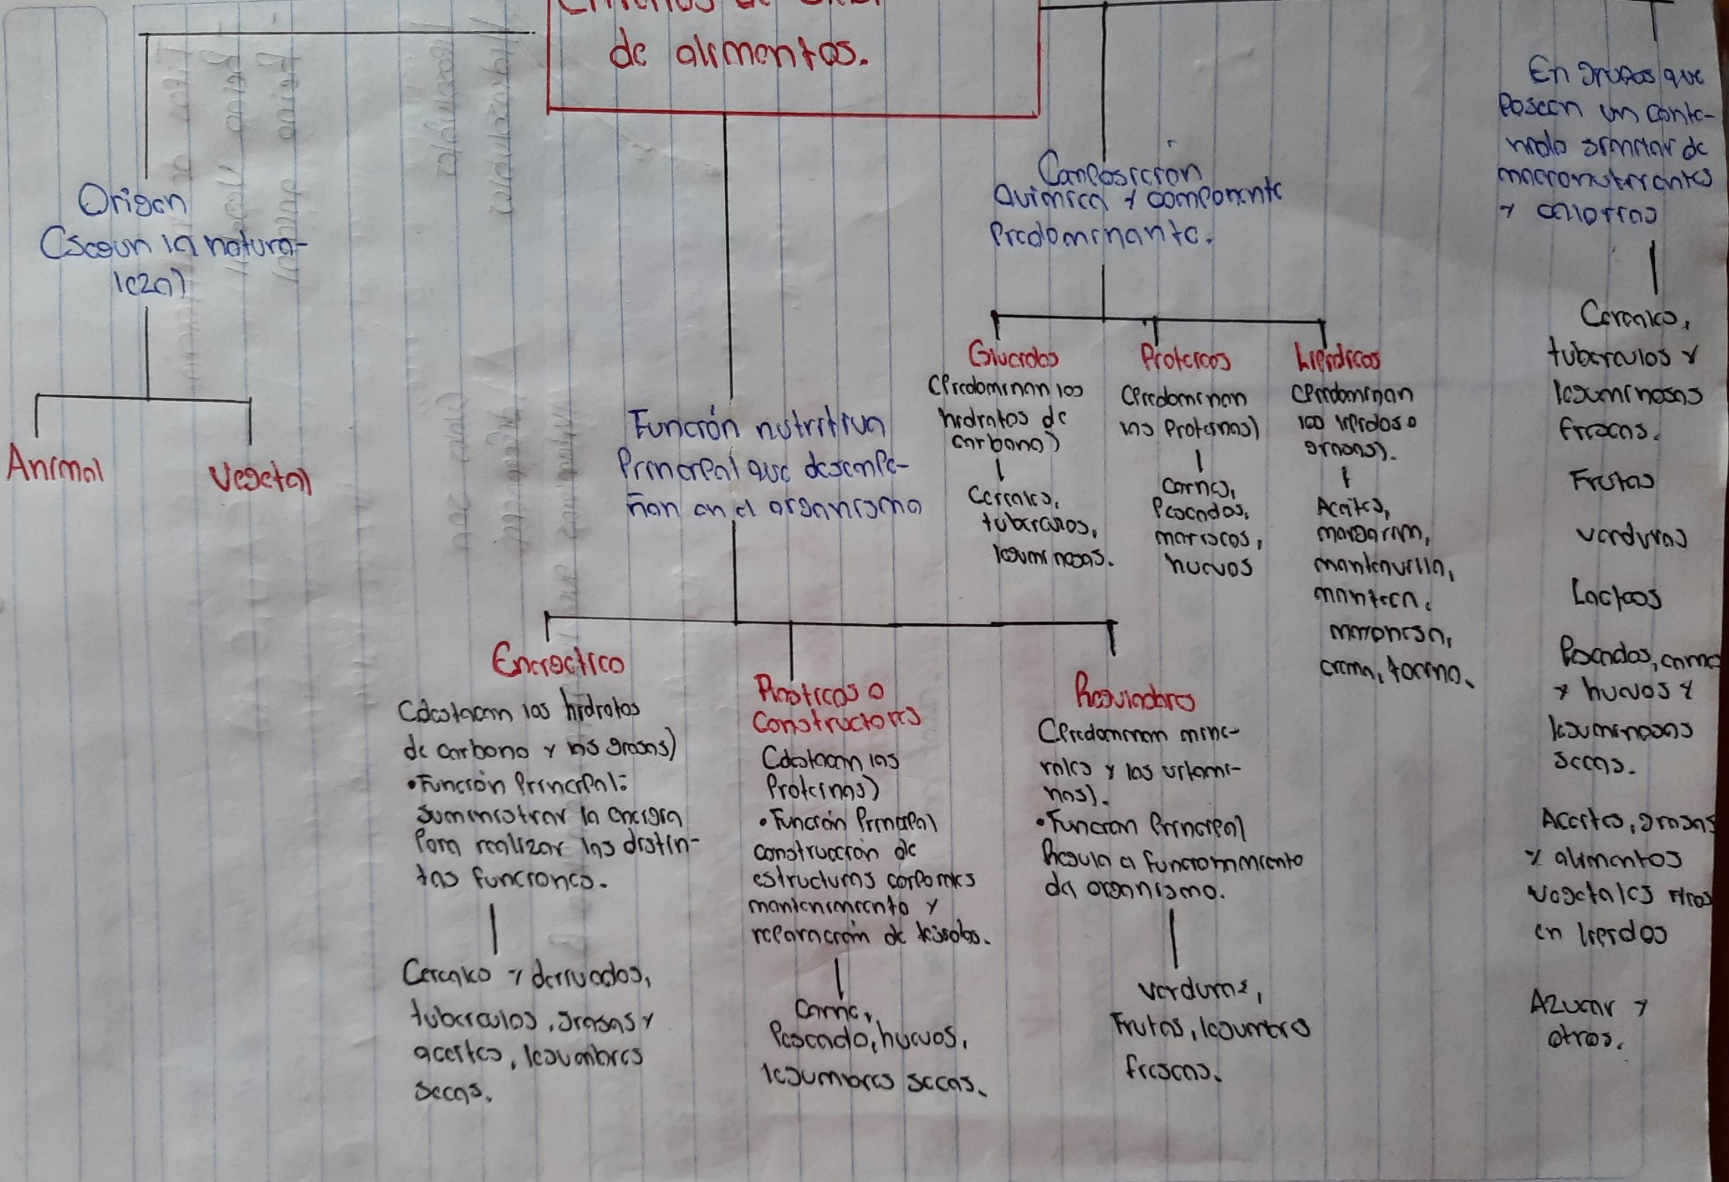 de alimentos.
Origen
(Según la natura-
leza)
Animal
Vegetal
Función nutritiva
Principal que desempe-
ñan en el organismo
Energético
(destacan los hidratos
de carbono y las grasas)
•Función Principal:
Suministrar la energía
Para realizar las distin-
tas funciones.
Cereales y derivados,
tubérculos, grasas y
aceites, legumbres
secas.
Plásticos o
Constructores
(destacan las
Proteínas)
•Función Principal
construcción de
estructuras corporales
mantenimiento y
reparación de tejidos.
Carne,
Pescado, huevos,
legumbres secas.
Reguladores
(Predominan mine-
rales y las vitami-
nas).
•Función Principal
Regula el funcionamiento
del organismo.
Verduras,
Frutas, legumbres
frescas.
Composición
Química y componente
Predominante.
Glúcidos
(Predominan los
hidratos de
carbono)
Cereales,
tubérculos,
leguminosas.
Proteicos
(Predominan
las Proteínas)
Carnes,
Pescados,
mariscos,
huevos
Lipídicos
(Predominan
los lípidos o
grasas).
Aceites,
margarina,
mantequilla,
manteca.
mayonesa,
crema, tocino.
En grupos que
Poseen un conte-
nido similar de
macronutrientes
y calorías
Cereales,
tubérculos y
leguminosas
frescas.
Frutas
Verduras
Lacteos
Pescados, carnes
y huevos y
leguminosas
secas.
Aceites, grasas
y alimentos
vegetales ricos
en lípidos
Azucar y
otros.